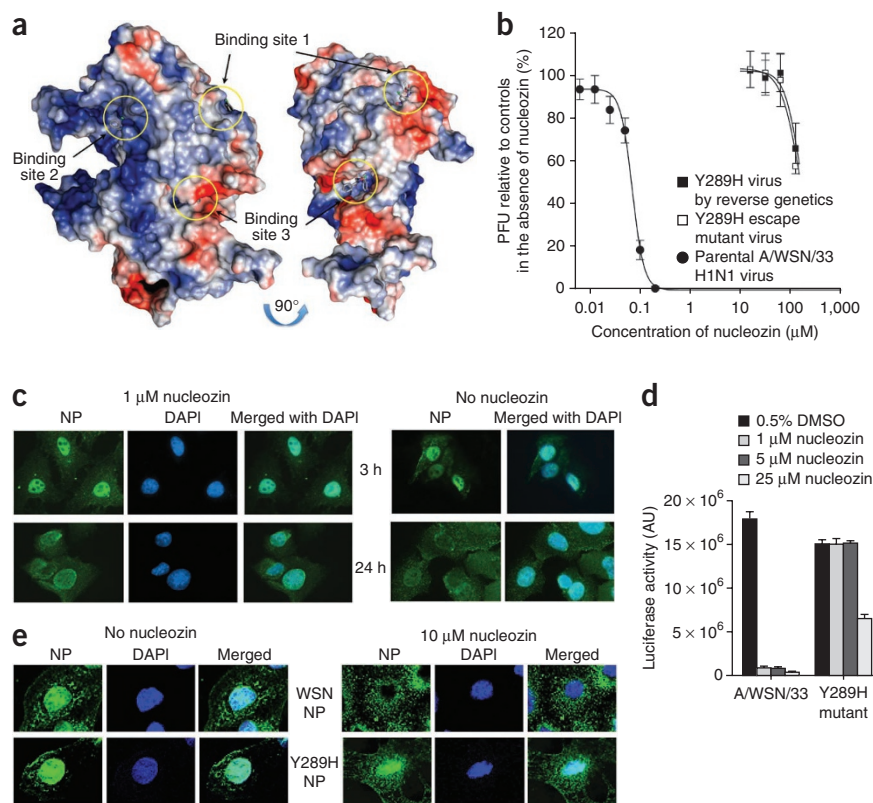 a
Binding site 1
Binding
site 2
Binding
site 3
90°
b
PFU relative to controls
in the absence of nucleozin (%)
120
100
80
60
40
20
0
0.01
0.1
1
10
100
1,000
Concentration of nucleozin (μM)
Y289H virus
by reverse genetics
Y289H escape
mutant virus
Parental A/WSN/33
H1N1 virus
c
1 μM nucleozin
NP
DAPI
Merged with DAPI
No nucleozin
NP
Merged with DAPI
3 h
24 h
d
0.5% DMSO
1 μM nucleozin
5 μM nucleozin
25 μM nucleozin
Luciferase activity (AU)
20 × 10⁶
15 × 10⁶
10 × 10⁶
5 × 10⁶
0
A/WSN/33
Y289H
mutant
e
No nucleozin
NP
DAPI
Merged
10 μM nucleozin
NP
DAPI
Merged
WSN
NP
Y289H
NP